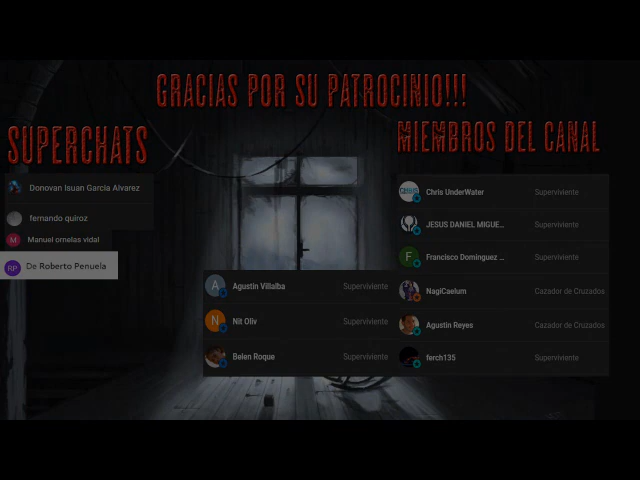 GRACIAS POR SU PATROCINIO!!!
SUPERCHATS
Donovan Isuan Garcia Alvarez
fernando quiroz
M Manuel ornelas vidal
RP De Roberto Penuela
MIEMBROS DEL CANAL
Chris UnderWater Superviviente
JESUS DANIEL MIGUE... Superviviente
F Francisco Dominguez ... Superviviente
NagiCaelum Cazador de Cruzados
Agustin Reyes Cazador de Cruzados
ferch135 Superviviente
A Agustin Villalba Superviviente
N Nit Oliv Superviviente
Belen Roque Superviviente